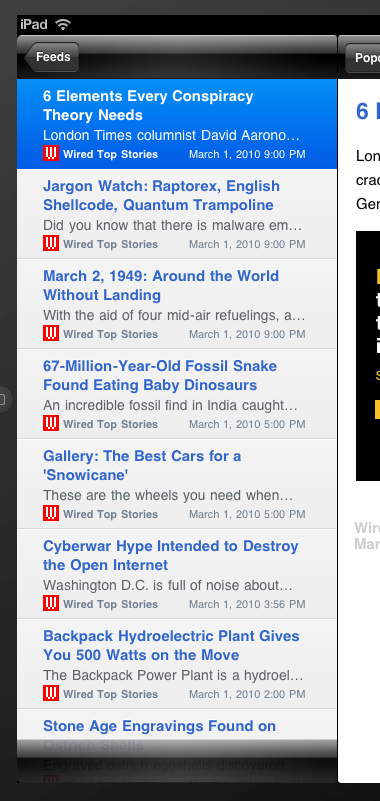 iPad
Feeds
6 Elements Every Conspiracy
Theory Needs
London Times columnist David Aarono...
Wired Top Stories March 1, 2010 9:00 PM
Jargon Watch: Raptorex, English
Shellcode, Quantum Trampoline
Did you know that there is malware em...
Wired Top Stories March 1, 2010 9:00 PM
March 2, 1949: Around the World
Without Landing
With the aid of four mid-air refuelings, a...
Wired Top Stories March 1, 2010 9:00 PM
67-Million-Year-Old Fossil Snake
Found Eating Baby Dinosaurs
An incredible fossil find in India caught...
Wired Top Stories March 1, 2010 5:00 PM
Gallery: The Best Cars for a
'Snowicane'
These are the wheels you need when...
Wired Top Stories March 1, 2010 5:00 PM
Cyberwar Hype Intended to Destroy
the Open Internet
Washington D.C. is full of noise about...
Wired Top Stories March 1, 2010 3:56 PM
Backpack Hydroelectric Plant Gives
You 500 Watts on the Move
The Backpack Power Plant is a hydroel...
Wired Top Stories March 1, 2010 2:00 PM
Stone Age Engravings Found on
Ostrich Shells
Engraved ostrich eggshells discovered...
Popo
6
Lon
crac
Ger
Wire
Mar